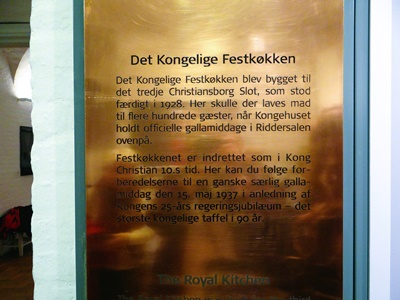 Det Kongelige Festkøkken
Det Kongelige Festkøkken blev bygget til
det tredje Christiansborg Slot, som stod
færdigt i 1928. Her skulle der laves mad
til flere hundrede gæster, når Kongehuset
holdt officielle gallamiddage i Riddersalen
ovenpå.
Festkøkkenet er indrettet som i Kong
Christian 10.s tid. Her kan du følge for-
beredelserne til en ganske særlig galla-
middag den 15. maj 1937 i anledning af
kongens 25-års regeringsjubilæum – det
største kongelige taffel i 90 år.
The Royal Kitchen